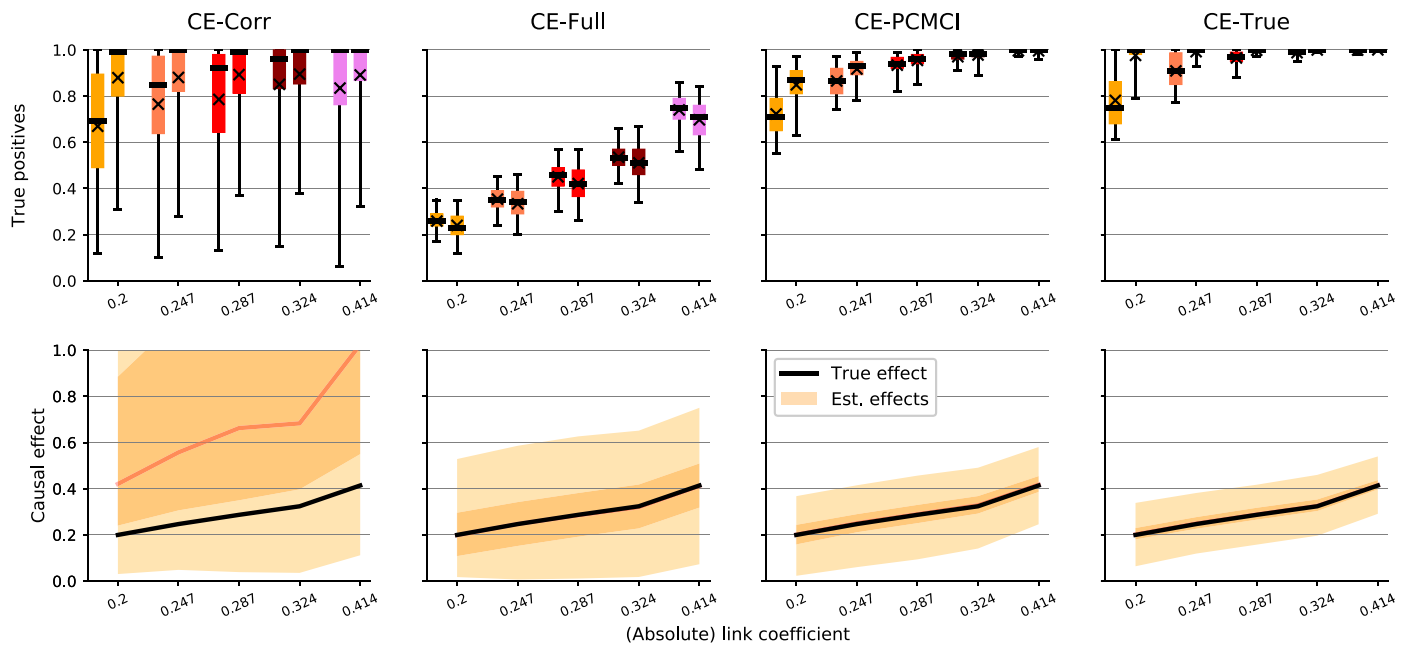 CE-Corr CE-Full CE-PCMCI CE-True
True positives
1.0
0.8
0.6
0.4
0.2
0.0
0.2 0.247 0.287 0.324 0.414 0.2 0.247 0.287 0.324 0.414 0.2 0.247 0.287 0.324 0.414 0.2 0.247 0.287 0.324 0.414
Causal effect
1.0
0.8
0.6
0.4
0.2
0.0
True effect
Est. effects
0.2 0.247 0.287 0.324 0.414 0.2 0.247 0.287 0.324 0.414 0.2 0.247 0.287 0.324 0.414 0.2 0.247 0.287 0.324 0.414
(Absolute) link coefficient